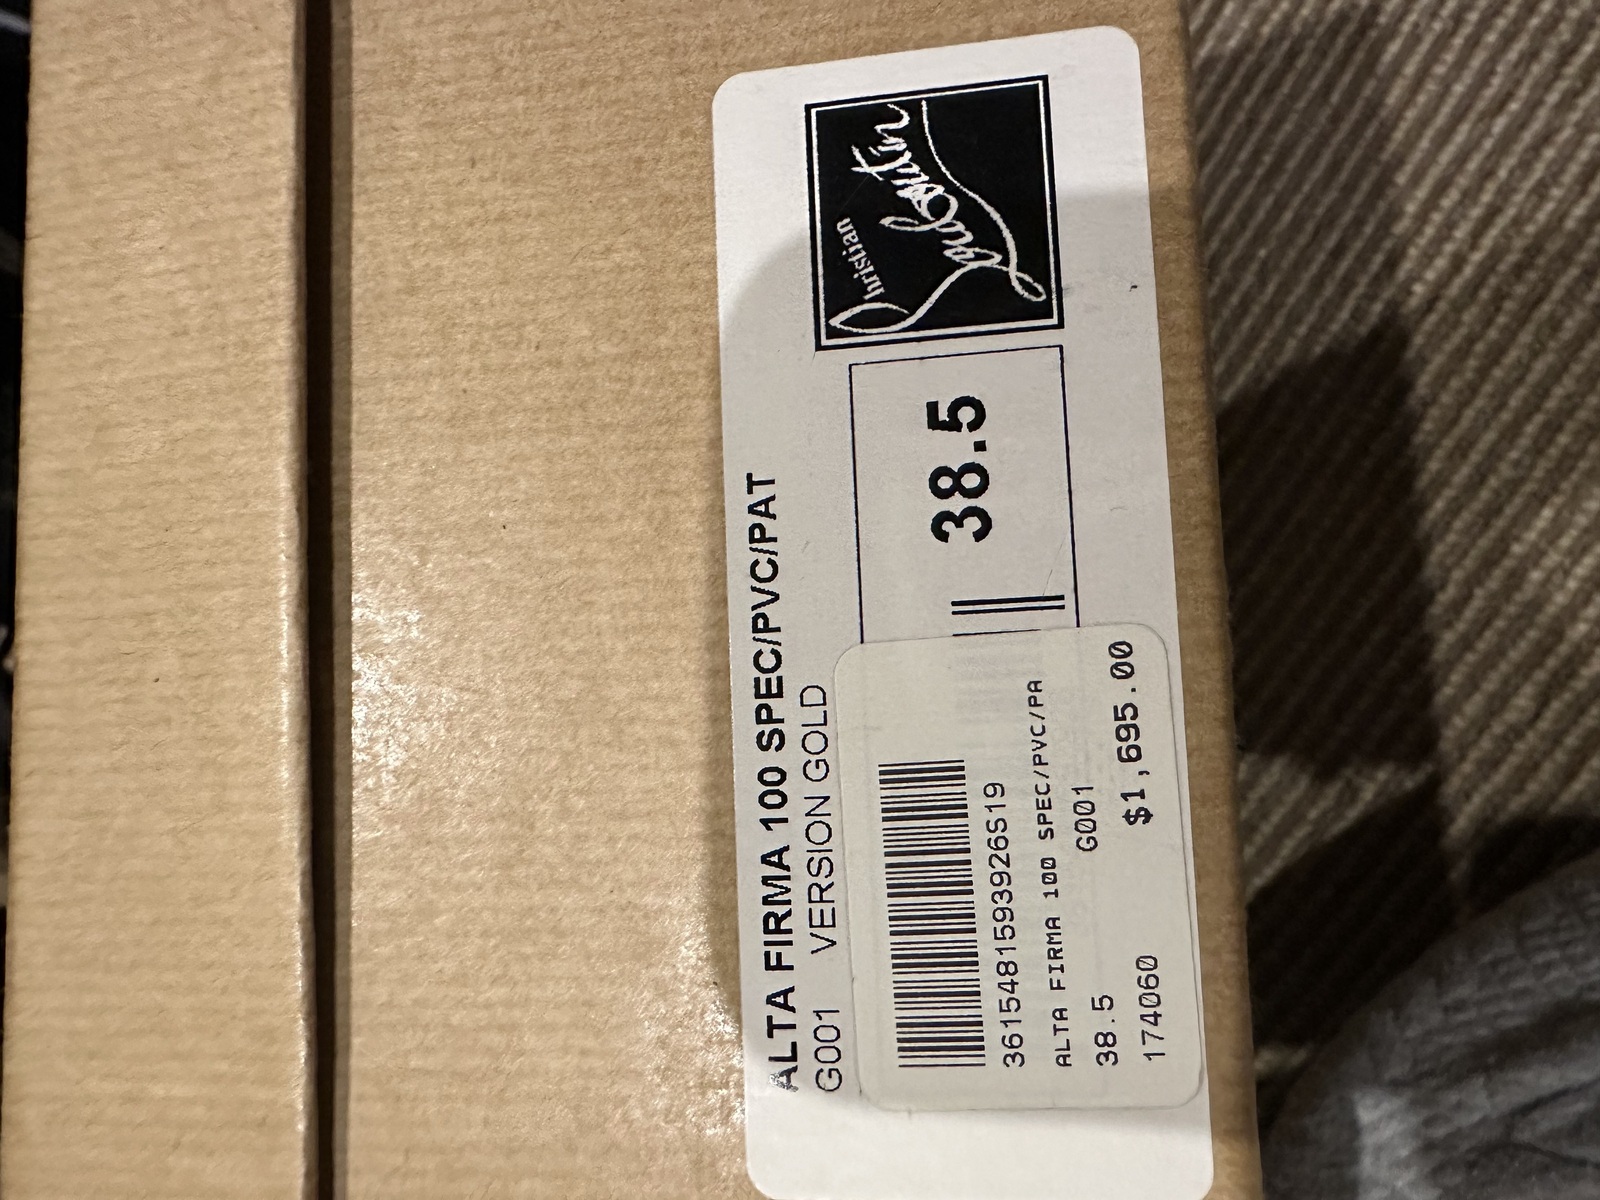 ALTA FIRMA 100 SPEC/PVC/PAT
G001 VERSION GOLD
38.5
Christian
Louboutin
3615481593926S19
ALTA FIRMA 100 SPEC/PVC/PA
38.5 G001
174060 $1,695.00